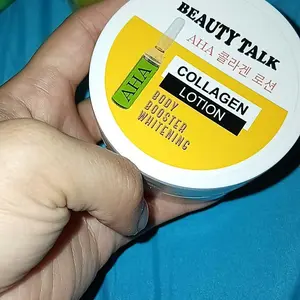 BEAUTY TALK
AHA 콜라겐 로션
AHA
COLLAGEN
LOTION
BODY
BOOSTER
WHITENING